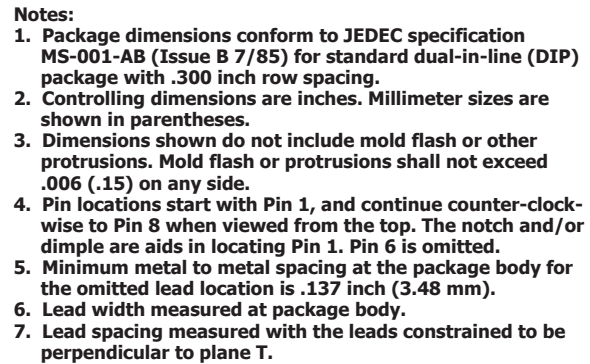 Notes:
1. Package dimensions conform to JEDEC specification
MS-001-AB (Issue B 7/85) for standard dual-in-line (DIP)
package with .300 inch row spacing.
2. Controlling dimensions are inches. Millimeter sizes are
shown in parentheses.
3. Dimensions shown do not include mold flash or other
protrusions. Mold flash or protrusions shall not exceed
.006 (.15) on any side.
4. Pin locations start with Pin 1, and continue counter-clock-
wise to Pin 8 when viewed from the top. The notch and/or
dimple are aids in locating Pin 1. Pin 6 is omitted.
5. Minimum metal to metal spacing at the package body for
the omitted lead location is .137 inch (3.48 mm).
6. Lead width measured at package body.
7. Lead spacing measured with the leads constrained to be
perpendicular to plane T.